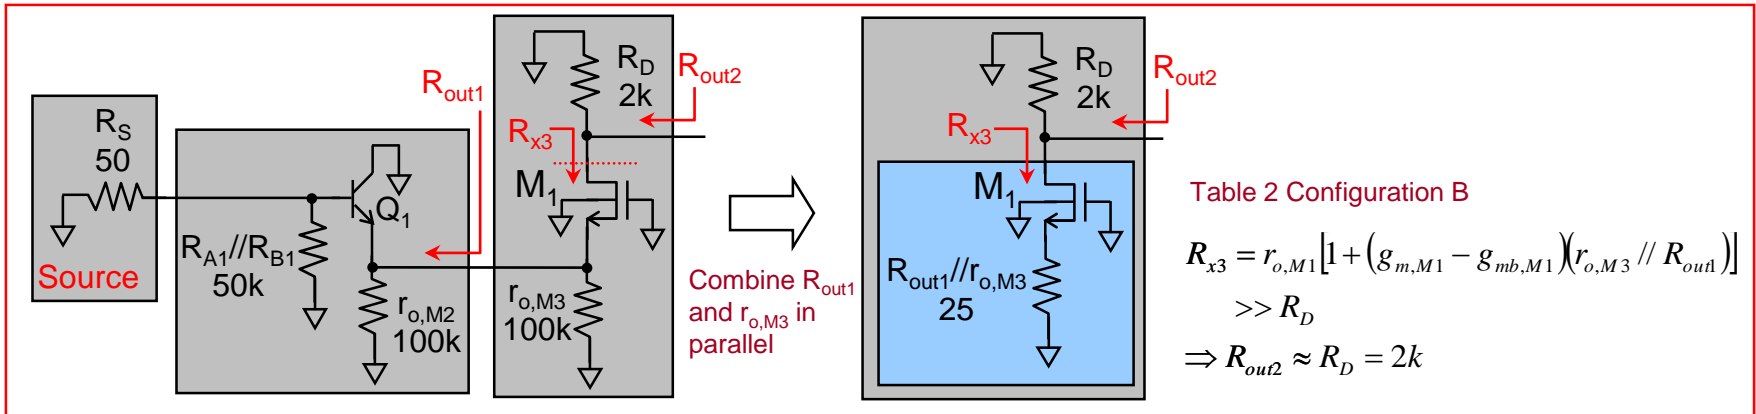 R_S
50
Source
R_A1//R_B1
50k
Q_1
r_o,M2
100k
R_out1
R_D
2k
R_out2
R_x3
M_1
r_o,M3
100k
Combine R_out1
and r_o,M3 in
parallel
R_D
2k
R_out2
R_x3
M_1
R_out1//r_o,M3
25
Table 2 Configuration B
R_x3 = r_o,M1[1 + (g_m,M1 − g_mb,M1)(r_o,M3 // R_out1)]
>> R_D
⇒ R_out2 ≈ R_D = 2k